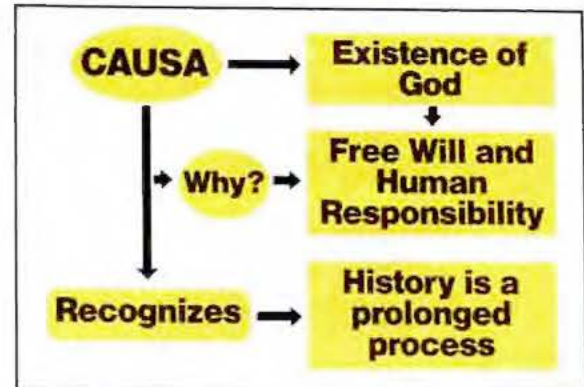 CAUSA
Existence of
God
Why?
Free Will and
Human
Responsibility
Recognizes
History is a
prolonged
process